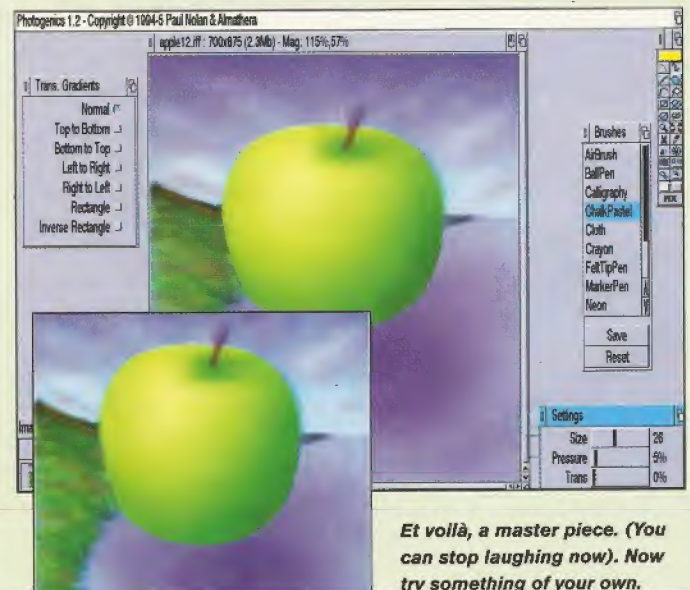 Photogenics 1.2 - Copyright © 1994-5 Paul Nolan & Almathera
apple12.iff : 700x675 (2.3Mb) - Mag: 115%,57%
Trans. Gradients
Normal
Top to Bottom
Bottom to Top
Left to Right
Right to Left
Rectangle
Inverse Rectangle
Brushes
AirBrush
BallPen
Caligraphy
ChalkPastel
Cloth
Crayon
FeltTipPen
MarkerPen
Neon
Save
Reset
Settings
Size 26
Pressure 5%
Trans 0%
Ima
Et voilà, a master piece. (You
can stop laughing now). Now
try something of your own.